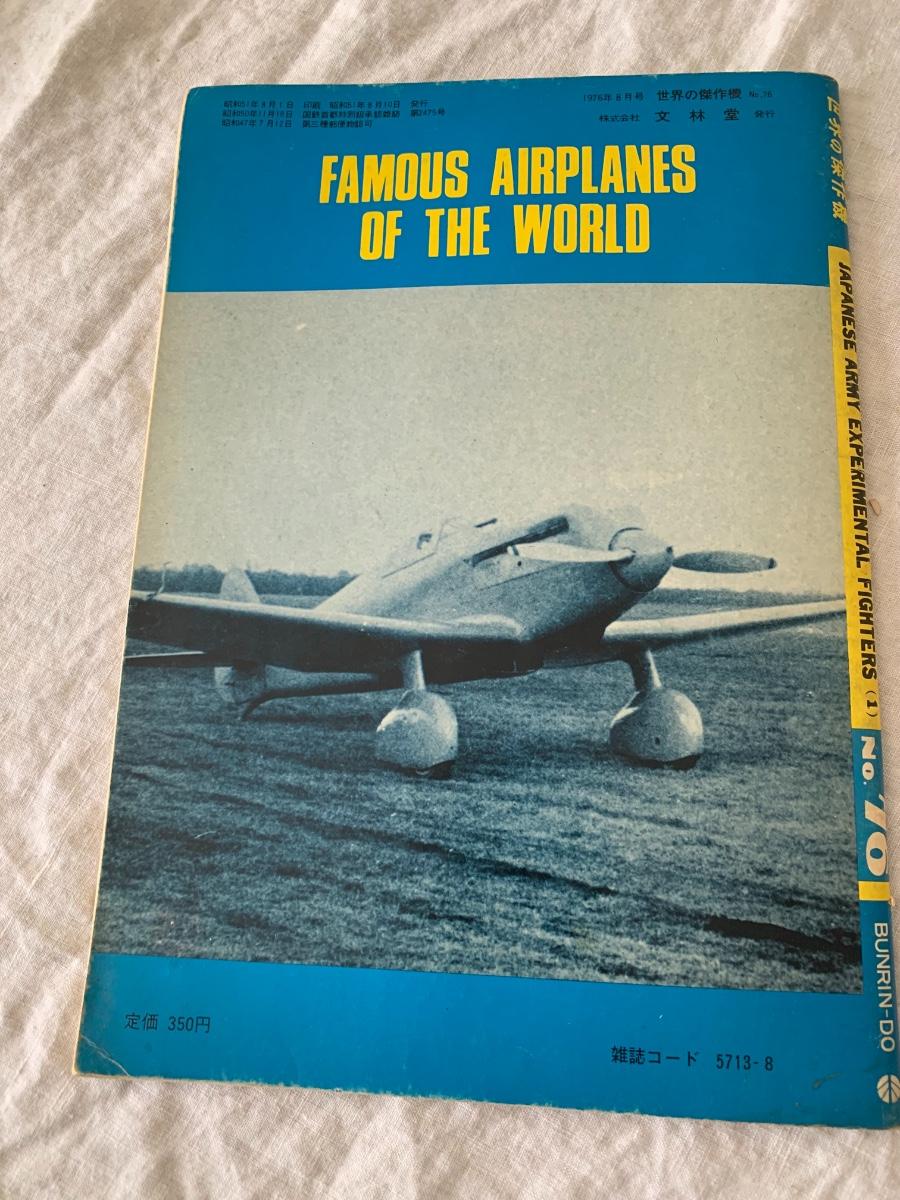 昭和51年8月1日 印刷 昭和51年8月10日 発行
昭和50年11月19日 国鉄首都特別扱承認雑誌 第2475号
昭和47年7月12日 第三種郵便物認可
1976年8月号 世界の傑作機 No.76
株式会社 文林堂 発行
FAMOUS AIRPLANES
OF THE WORLD
定価 350円
雑誌コード 5713-8
世界の傑作機
JAPANESE ARMY EXPERIMENTAL FIGHTERS (1)
No. 76
BUNRIN-DO